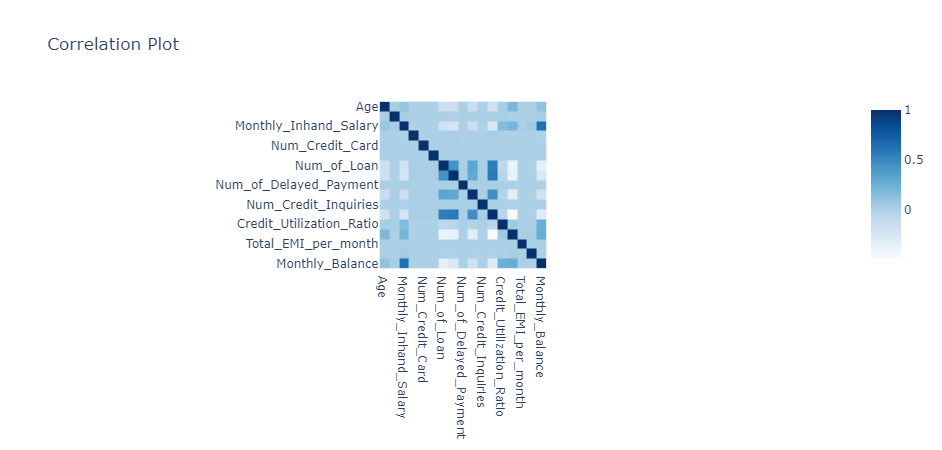 Correlation Plot
Age
Monthly_Inhand_Salary
Num_Credit_Card
Num_of_Loan
Num_of_Delayed_Payment
Num_Credit_Inquiries
Credit_Utilization_Ratio
Total_EMI_per_month
Monthly_Balance
Age
Monthly_Inhand_Salary
Num_Credit_Card
Num_of_Loan
Num_of_Delayed_Payment
Num_Credit_Inquiries
Credit_Utilization_Ratio
Total_EMI_per_month
Monthly_Balance
1
0.5
0